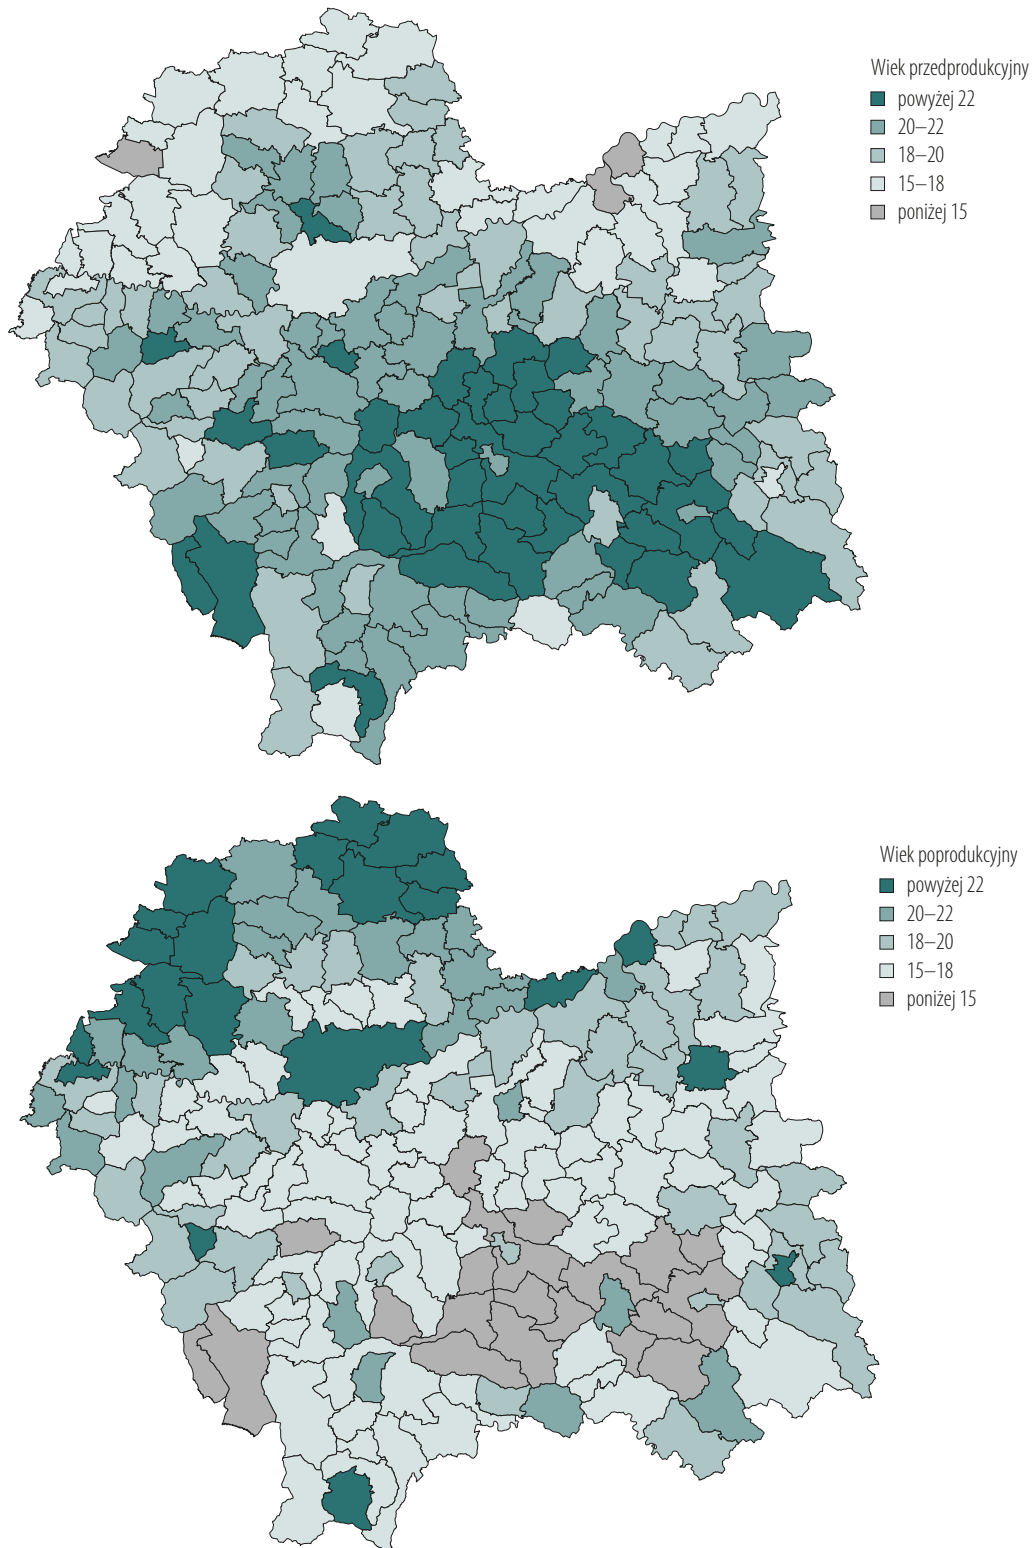 Wiek przedprodukcyjny
powyżej 22
20–22
18–20
15–18
poniżej 15
Wiek poprodukcyjny
powyżej 22
20–22
18–20
15–18
poniżej 15